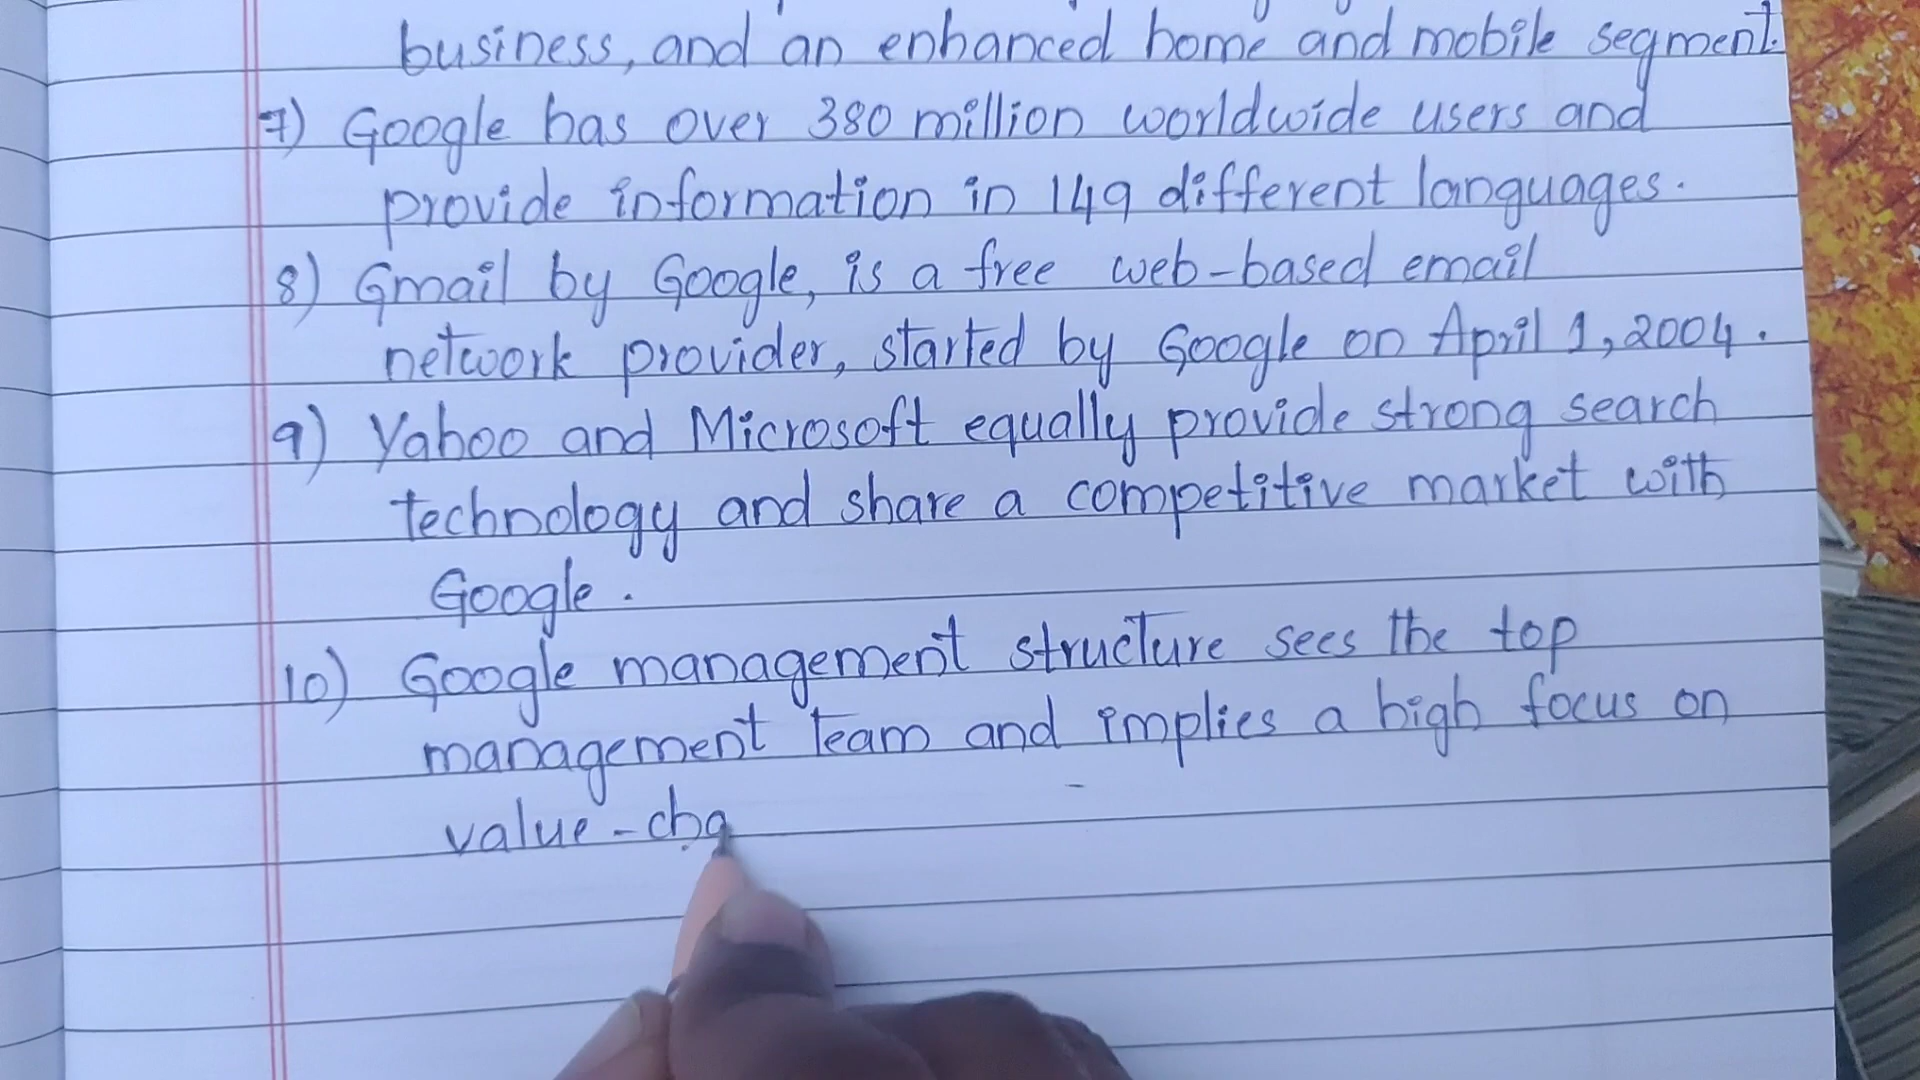 business, and an enhanced home and mobile segment.
7) Google has over 380 million worldwide users and
provide information in 149 different languages.
8) Gmail by Google, is a free web-based email
network provider, started by Google on April 1, 2004.
9) Yahoo and Microsoft equally provide strong search
technology and share a competitive market with
Google.
10) Google management structure sees the top
management team and implies a high focus on
value-cha